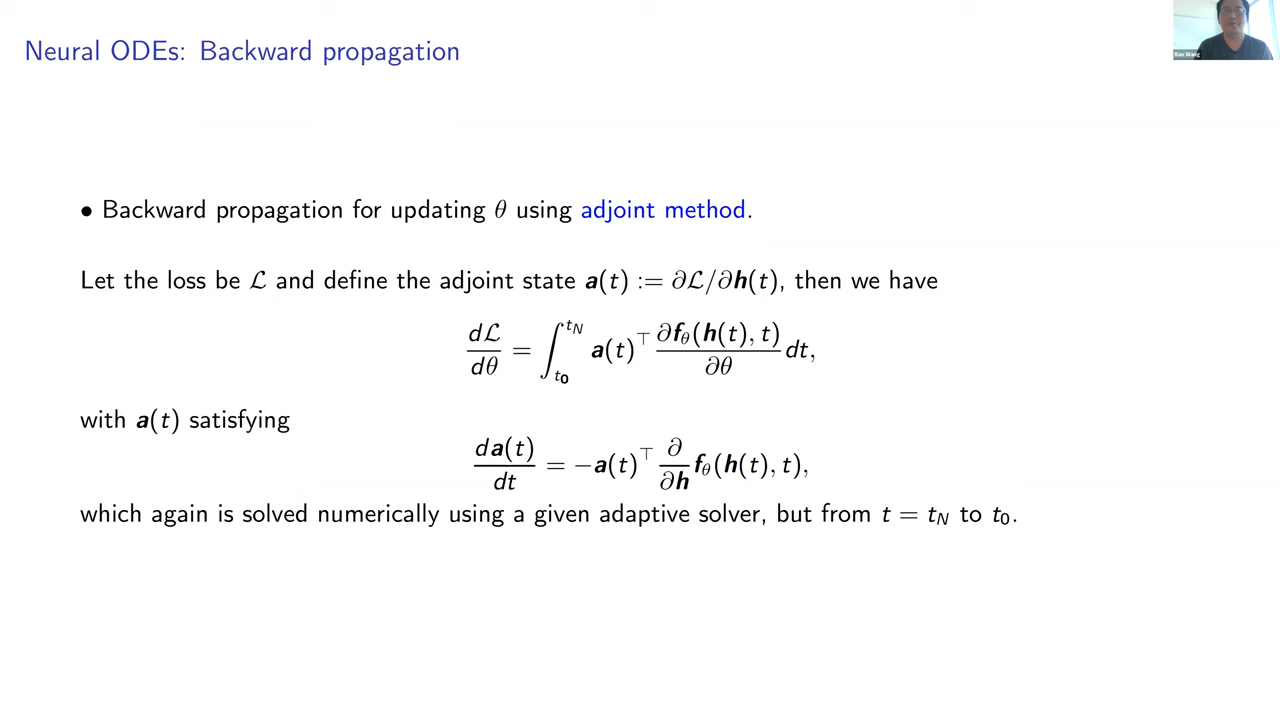 Neural ODEs: Backward propagation
Bao Wang
• Backward propagation for updating θ using adjoint method.
Let the loss be ℒ and define the adjoint state a(t) := ∂ℒ/∂h(t), then we have
dℒ/dθ = ∫_{t_0}^{t_N} a(t)^⊤ ∂f_θ(h(t), t)/∂θ dt,
with a(t) satisfying
da(t)/dt = −a(t)^⊤ ∂/∂h f_θ(h(t), t),
which again is solved numerically using a given adaptive solver, but from t = t_N to t_0.